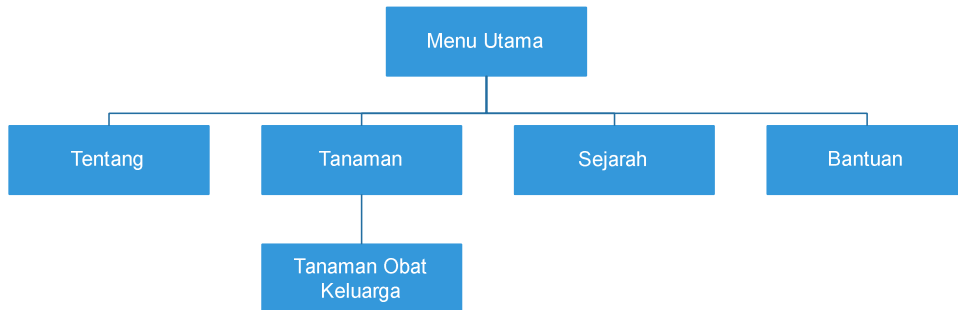 Menu Utama
Tentang
Tanaman
Sejarah
Bantuan
Tanaman Obat
Keluarga